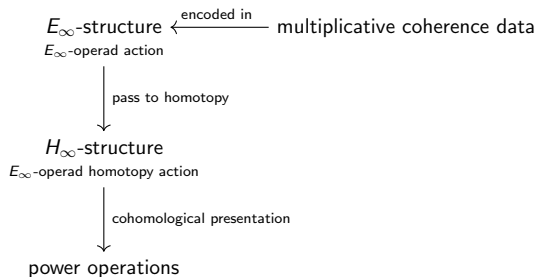 encoded in
E∞-structure multiplicative coherence data
E∞-operad action
pass to homotopy
H∞-structure
E∞-operad homotopy action
cohomological presentation
power operations